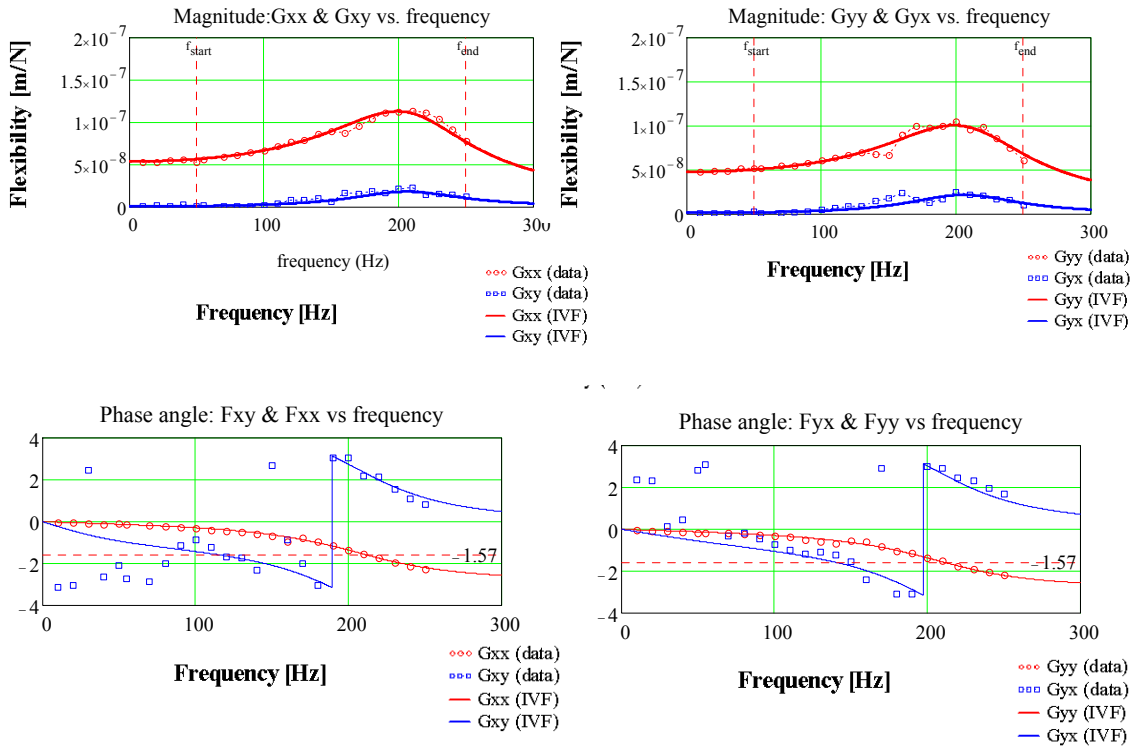 Magnitude:Gxx & Gxy vs. frequency
Flexibility [m/N]
2×10⁻⁷
1.5×10⁻⁷
1×10⁻⁷
5×10⁻⁸
0
f start
f end
0 100 200 300
frequency (Hz)
Frequency [Hz]
Gxx (data)
Gxy (data)
Gxx (IVF)
Gxy (IVF)
Magnitude: Gyy & Gyx vs. frequency
Flexibility [m/N]
2×10⁻⁷
1.5×10⁻⁷
1×10⁻⁷
5×10⁻⁸
0
f start
f end
0 100 200 300
Frequency [Hz]
Gyy (data)
Gyx (data)
Gyy (IVF)
Gyx (IVF)
Phase angle: Fxy & Fxx vs frequency
4
2
0
−2
−4
−1.57
0 100 200 300
Frequency [Hz]
Gxx (data)
Gxy (data)
Gxx (IVF)
Gxy (IVF)
Phase angle: Fyx & Fyy vs frequency
4
2
0
−2
−4
−1.57
0 100 200 300
Frequency [Hz]
Gyy (data)
Gyx (data)
Gyy (IVF)
Gyx (IVF)